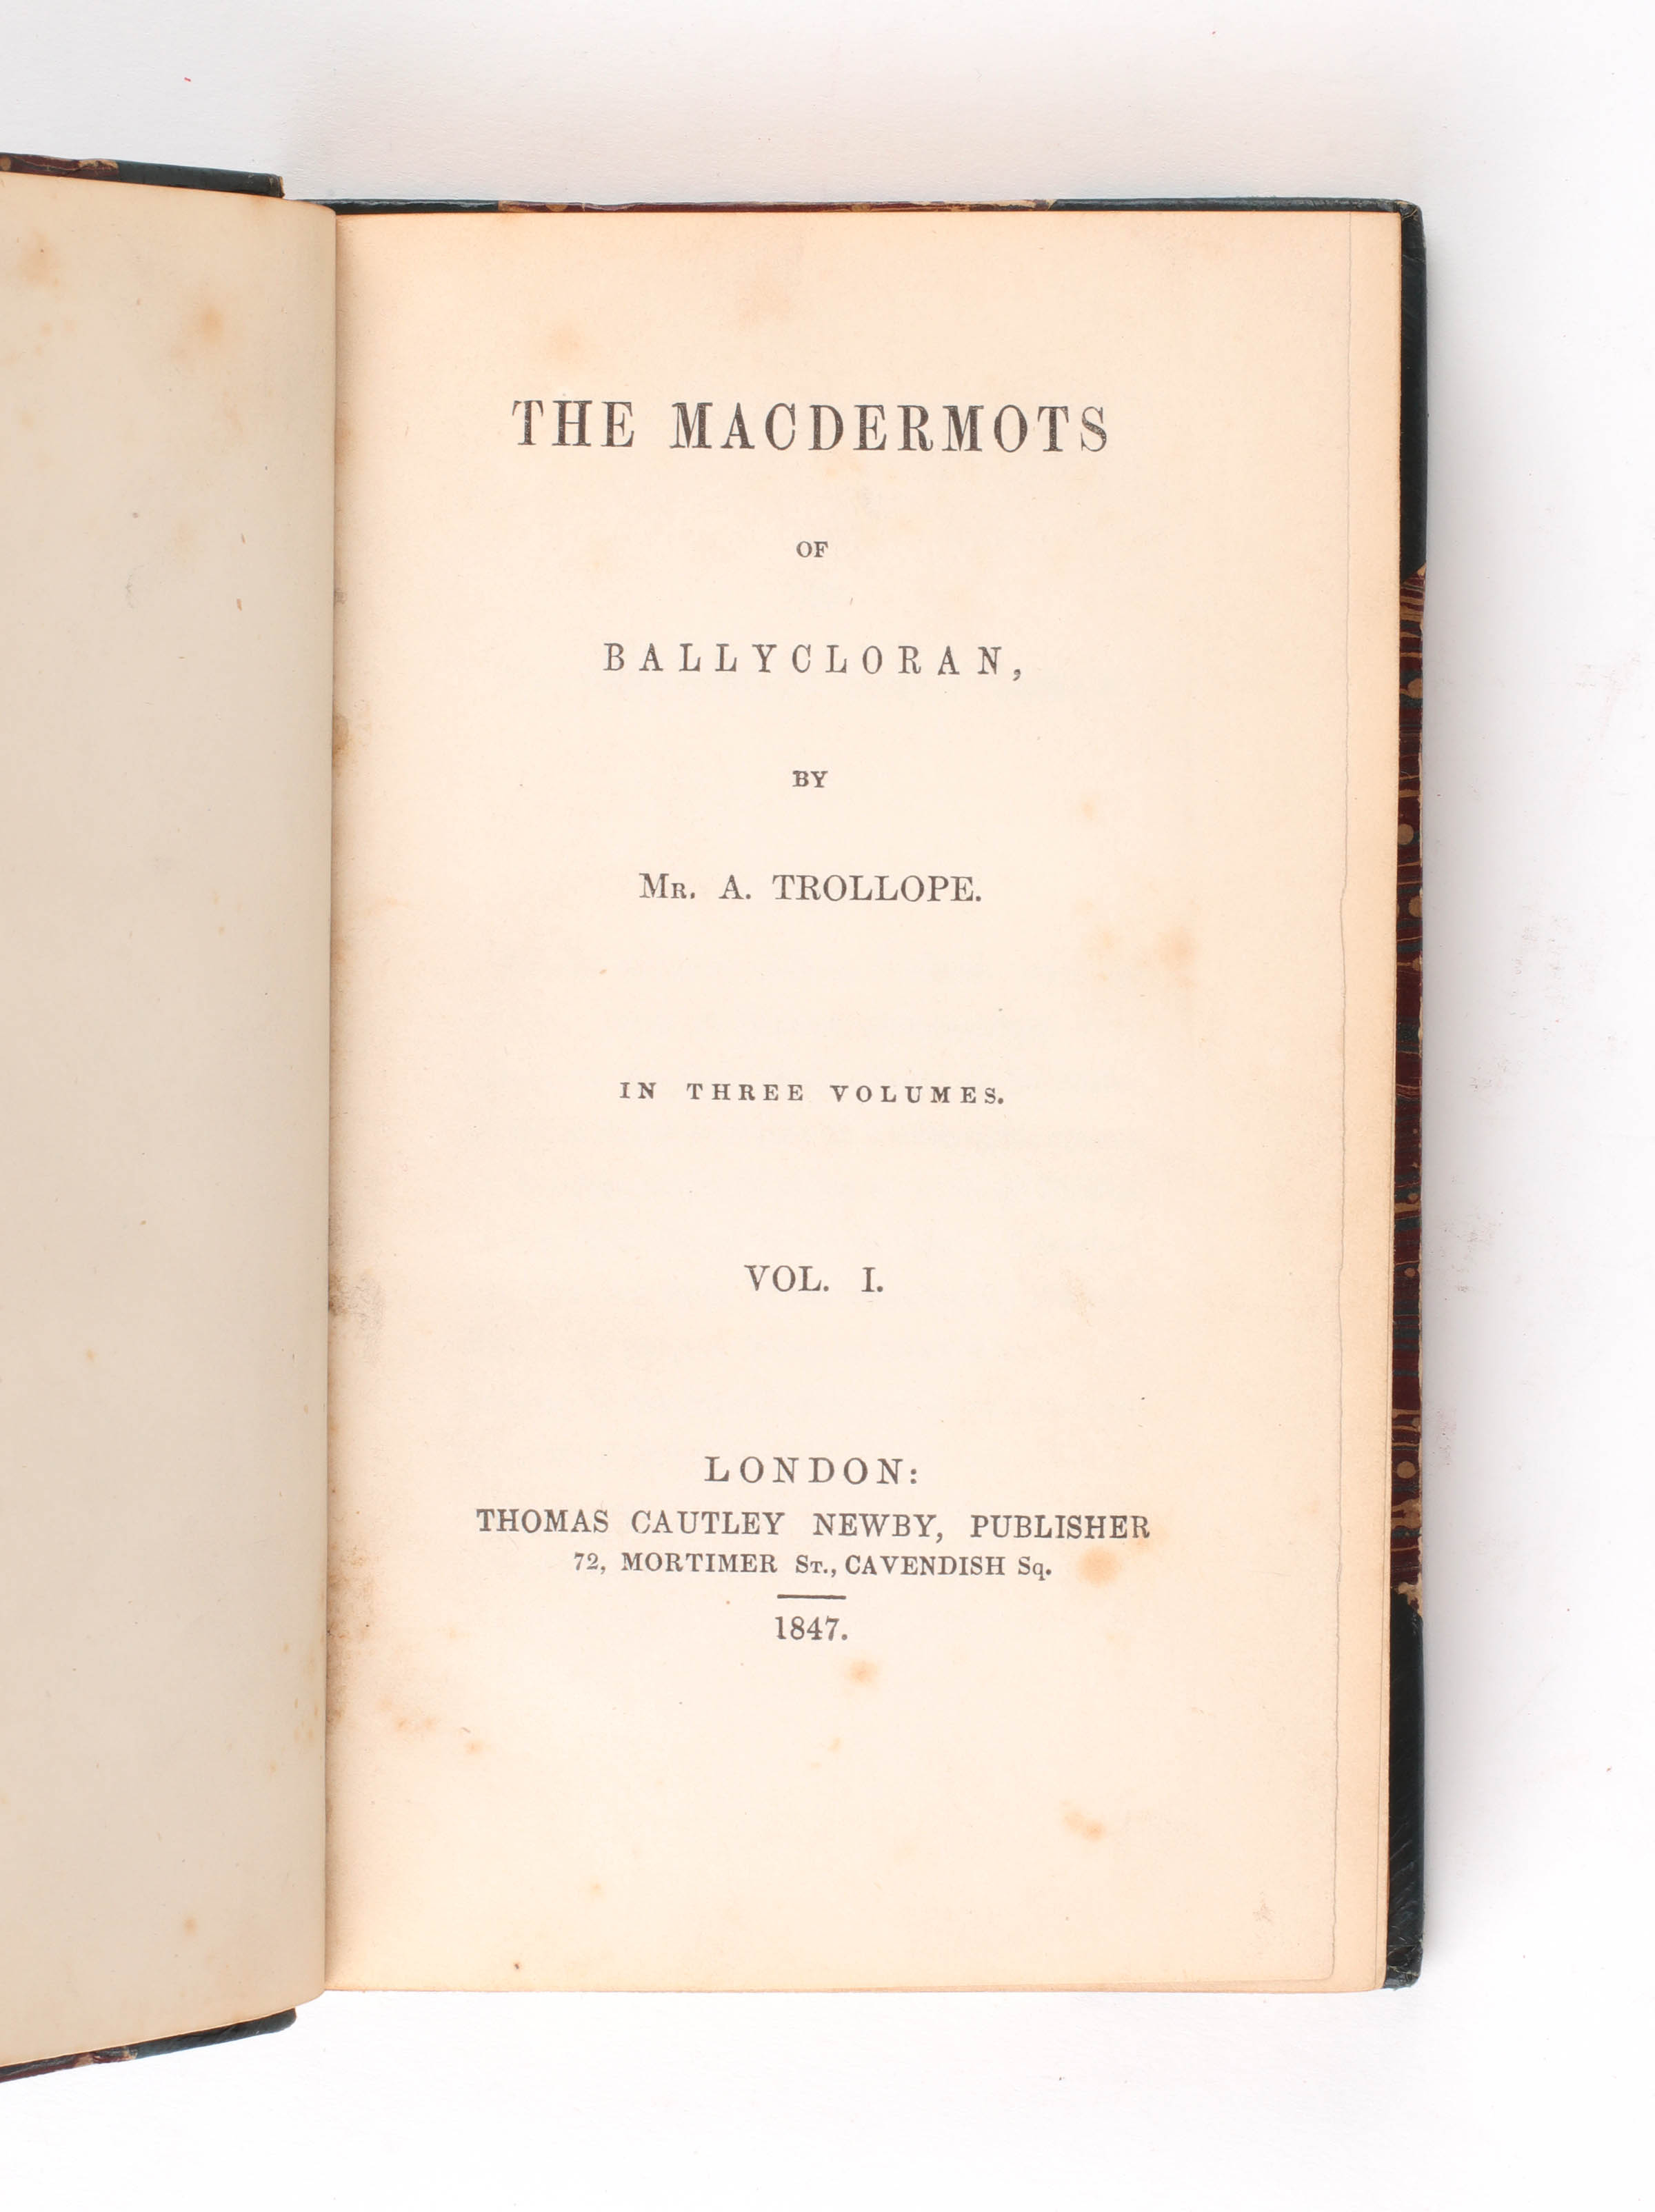 THE MACDERMOTS
OF
BALLYCLORAN,
BY
Mr. A. TROLLOPE.
IN THREE VOLUMES.
VOL. I.
LONDON:
THOMAS CAUTLEY NEWBY, PUBLISHER
72, MORTIMER St., CAVENDISH Sq.
1847.